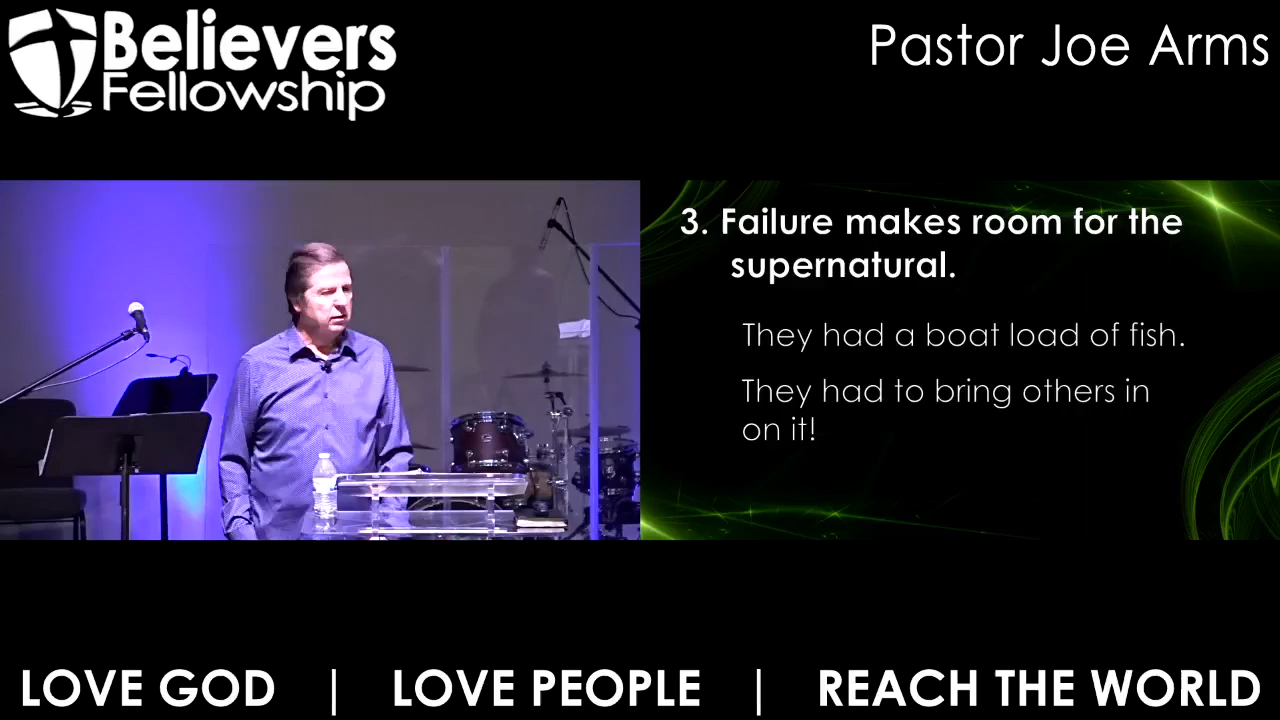 Believers
Fellowship
Pastor Joe Arms
3. Failure makes room for the
supernatural.
They had a boat load of fish.
They had to bring others in
on it!
LOVE GOD | LOVE PEOPLE | REACH THE WORLD